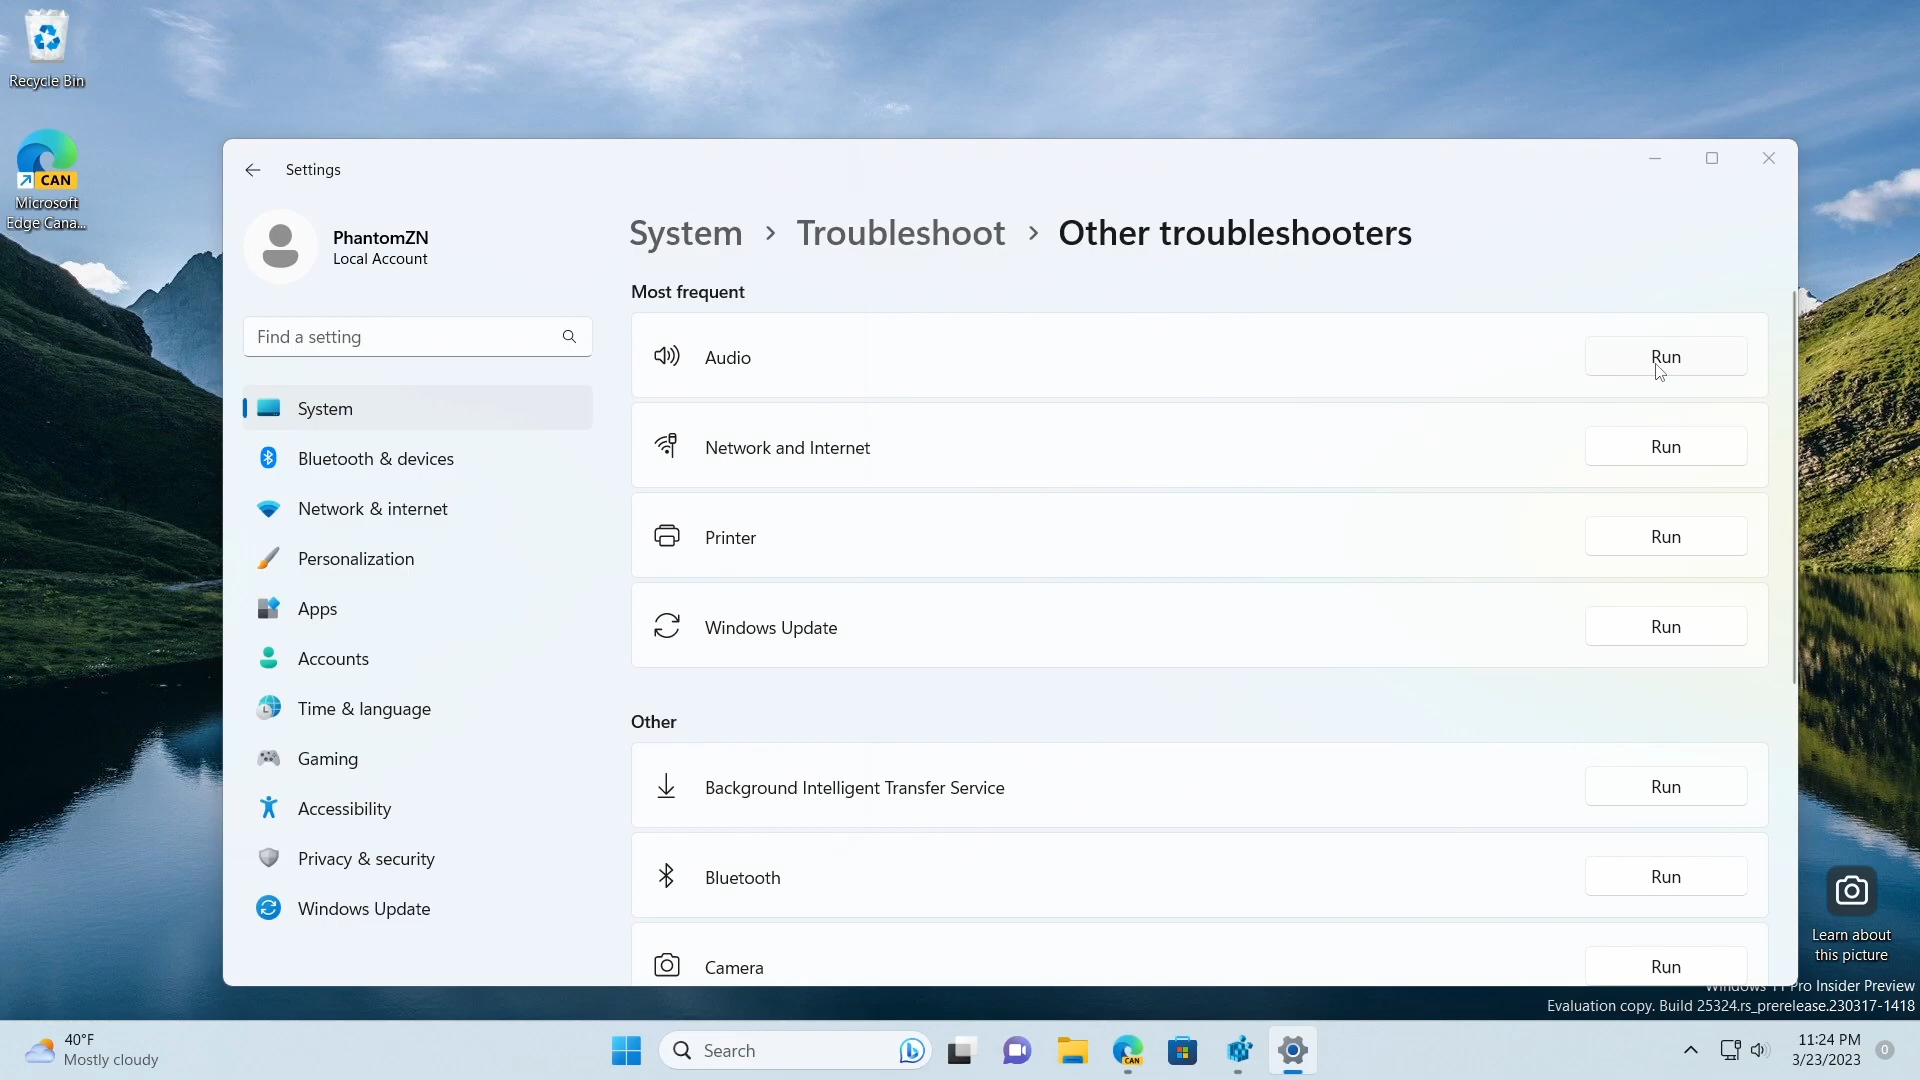 Recycle Bin
CAN
Microsoft
Edge Cana...
Settings
PhantomZN
Local Account
Find a setting
System
Bluetooth & devices
Network & internet
Personalization
Apps
Accounts
Time & language
Gaming
Accessibility
Privacy & security
Windows Update
System > Troubleshoot > Other troubleshooters
Most frequent
Audio Run
Network and Internet Run
Printer Run
Windows Update Run
Other
Background Intelligent Transfer Service Run
Bluetooth Run
Camera Run
Learn about
this picture
Windows 11 Pro Insider Preview
Evaluation copy. Build 25324.rs_prerelease.230317-1418
40°F
Mostly cloudy
Search
CAN
11:24 PM
3/23/2023
0